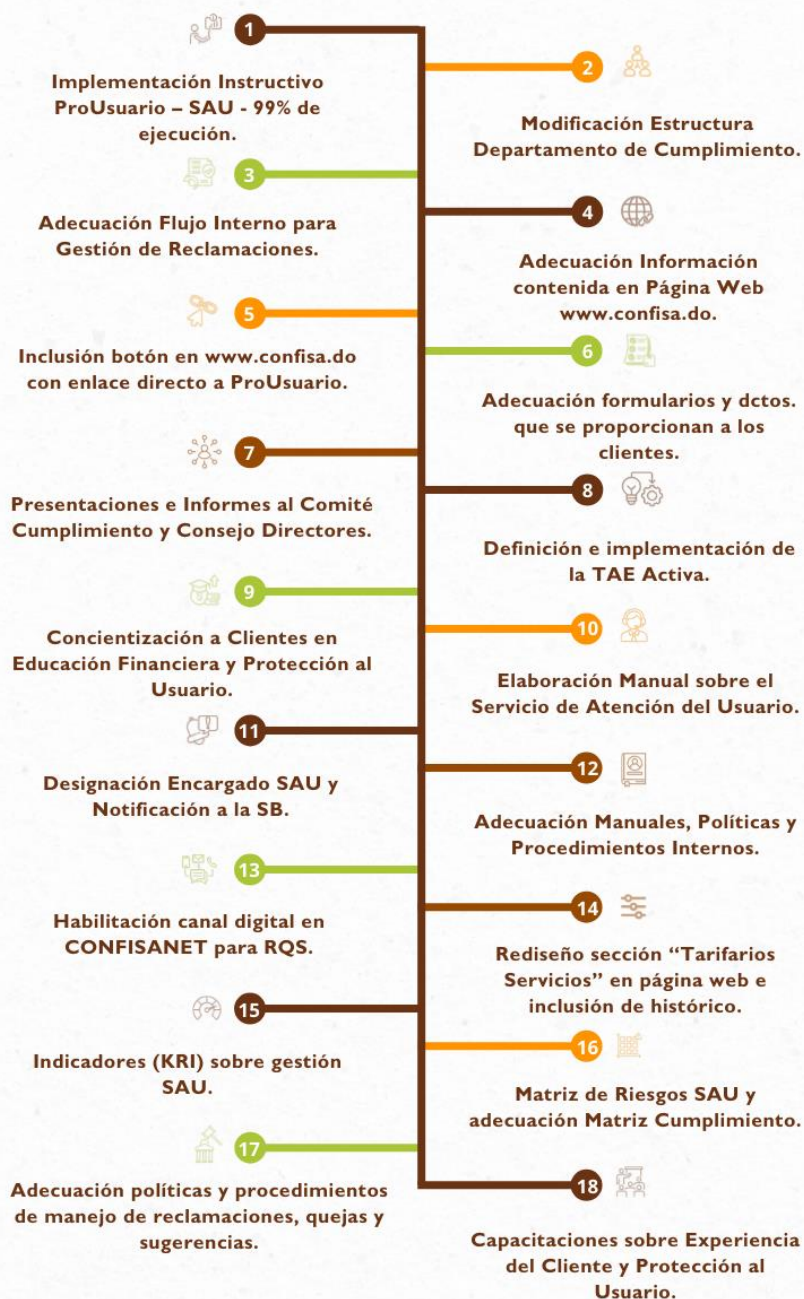 1
Implementación Instructivo
ProUsuario – SAU - 99% de
ejecución.
2
Modificación Estructura
Departamento de Cumplimiento.
3
Adecuación Flujo Interno para
Gestión de Reclamaciones.
4
Adecuación Información
contenida en Página Web
www.confisa.do.
5
Inclusión botón en www.confisa.do
con enlace directo a ProUsuario.
6
Adecuación formularios y dctos.
que se proporcionan a los
clientes.
7
Presentaciones e Informes al Comité
Cumplimiento y Consejo Directores.
8
Definición e implementación de
la TAE Activa.
9
Concientización a Clientes en
Educación Financiera y Protección al
Usuario.
10
Elaboración Manual sobre el
Servicio de Atención del Usuario.
11
Designación Encargado SAU y
Notificación a la SB.
12
Adecuación Manuales, Políticas y
Procedimientos Internos.
13
Habilitación canal digital en
CONFISANET para RQS.
14
Rediseño sección “Tarifarios
Servicios” en página web e
inclusión de histórico.
15
Indicadores (KRI) sobre gestión
SAU.
16
Matriz de Riesgos SAU y
adecuación Matriz Cumplimiento.
17
Adecuación políticas y procedimientos
de manejo de reclamaciones, quejas y
sugerencias.
18
Capacitaciones sobre Experiencia
del Cliente y Protección al
Usuario.